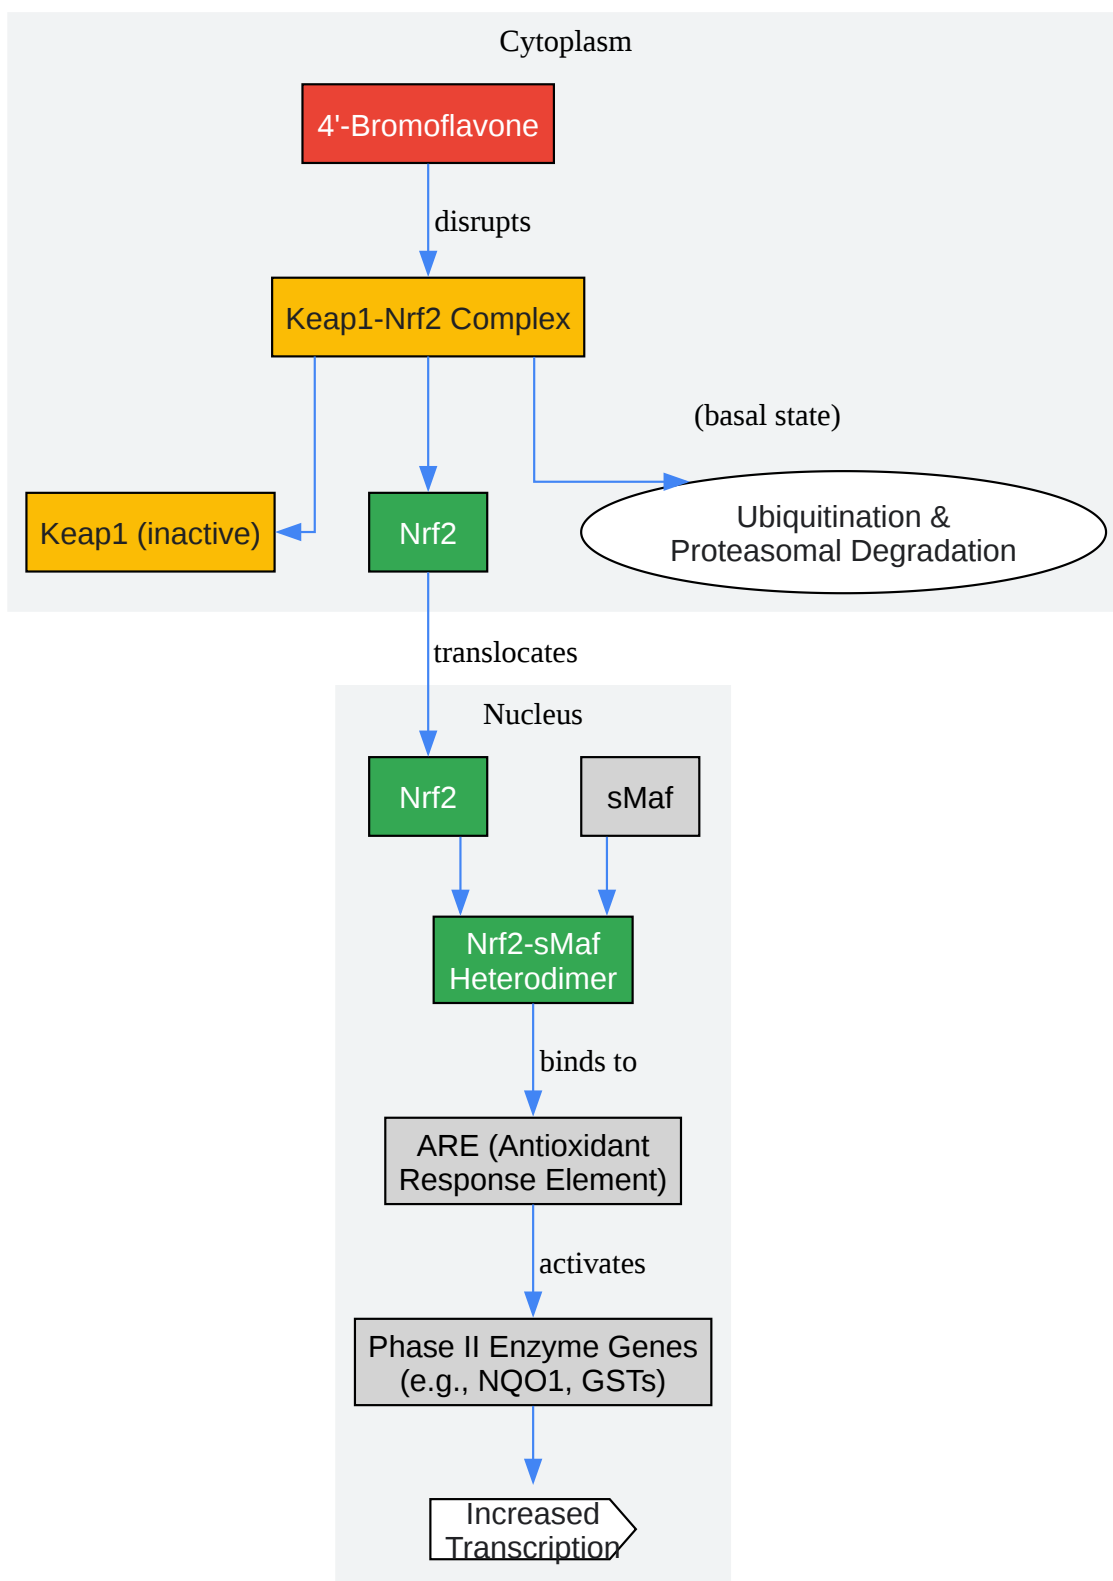 Cytoplasm
4'-Bromoflavone
disrupts
Keap1-Nrf2 Complex
(basal state)
Keap1 (inactive)
Nrf2
Ubiquitination &
Proteasomal Degradation
translocates
Nucleus
Nrf2
sMaf
Nrf2-sMaf
Heterodimer
binds to
ARE (Antioxidant
Response Element)
activates
Phase II Enzyme Genes
(e.g., NQO1, GSTs)
Increased
Transcription